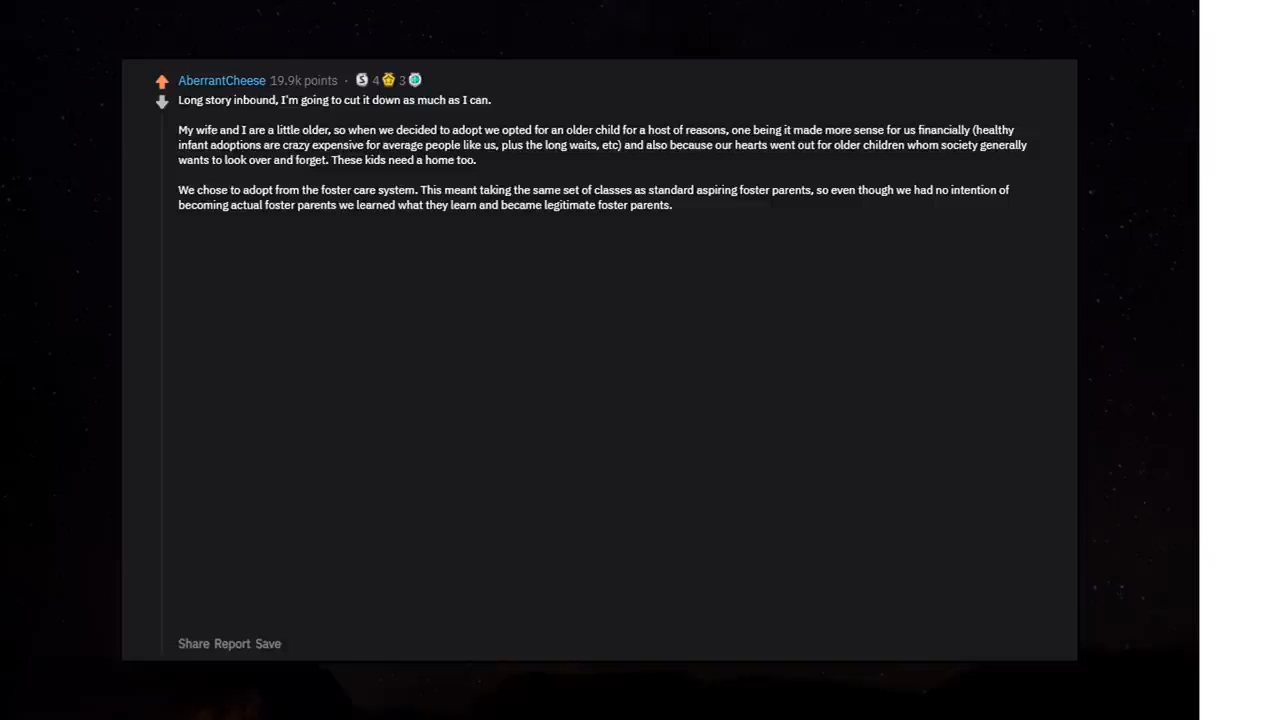 AberrantCheese 19.9k points · S 4 3
Long story inbound, I'm going to cut it down as much as I can.
My wife and I are a little older, so when we decided to adopt we opted for an older child for a host of reasons, one being it made more sense for us financially (healthy
infant adoptions are crazy expensive for average people like us, plus the long waits, etc) and also because our hearts went out for older children whom society generally
wants to look over and forget. These kids need a home too.
We chose to adopt from the foster care system. This meant taking the same set of classes as standard aspiring foster parents, so even though we had no intention of
becoming actual foster parents we learned what they learn and became legitimate foster parents.
Share Report Save